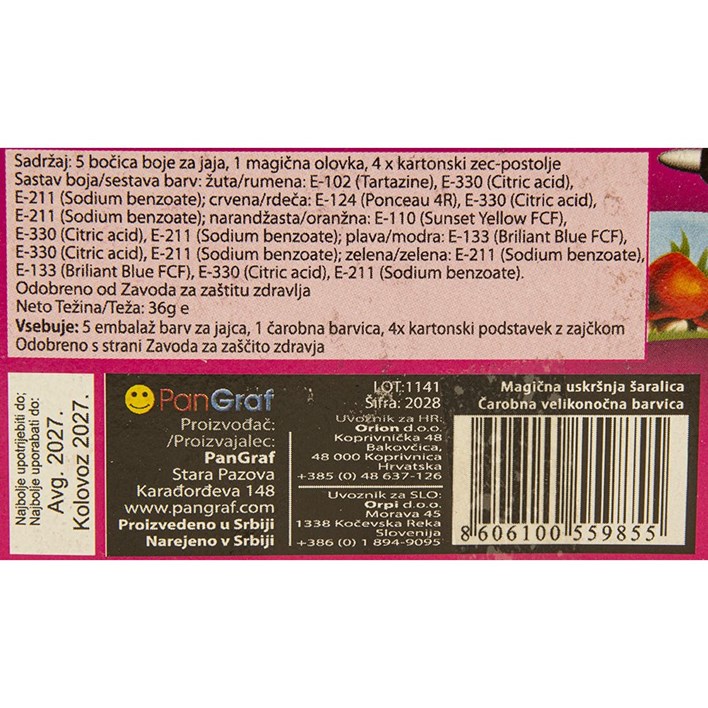 Sadržaj: 5 bočica boje za jaja, 1 magična olovka, 4 x kartonski zec-postolje
Sastav boja/sestava barv: žuta/rumena: E-102 (Tartazine), E-330 (Citric acid),
E-211 (Sodium benzoate); crvena/rdeča: E-124 (Ponceau 4R), E-330 (Citric acid),
E-211 (Sodium benzoate); narandžasta/oranžna: E-110 (Sunset Yellow FCF),
E-330 (Citric acid), E-211 (Sodium benzoate); plava/modra: E-133 (Briliant Blue FCF),
E-330 (Citric acid), E-211 (Sodium benzoate); zelena/zelena: E-211 (Sodium benzoate),
E-133 (Briliant Blue FCF), E-330 (Citric acid), E-211 (Sodium benzoate).
Odobreno od Zavoda za zaštitu zdravlja
Neto Težina/Teža: 36g e
Vsebuje: 5 embalaž barv za jajca, 1 čarobna barvica, 4x kartonski podstavek z zajčkom
Odobreno s strani Zavoda za zaščito zdravja
Najbolje upotrijebiti do:
Najbolje uporabati do:
Avg. 2027.
Kolovoz 2027.
PanGraf
Proizvođač:
/Proizvajalec:
PanGraf
Stara Pazova
Karađorđeva 148
www.pangraf.com
Proizvedeno u Srbiji
Narejeno v Srbiji
LOT:1141
Šifra: 2028
Uvoznik za HR:
Orion d.o.o.
Koprivnička 48
Bakovčica,
48 000 Koprivnica
Hrvatska
+385 (0) 48 637-126
Uvoznik za SLO:
Orpi d.o.o.
Morava 45
1338 Kočevska Reka
Slovenija
+386 (0) 1 894-9095
Magična uskršnja šaralica
Čarobna velikonočna barvica
8 606100 559855